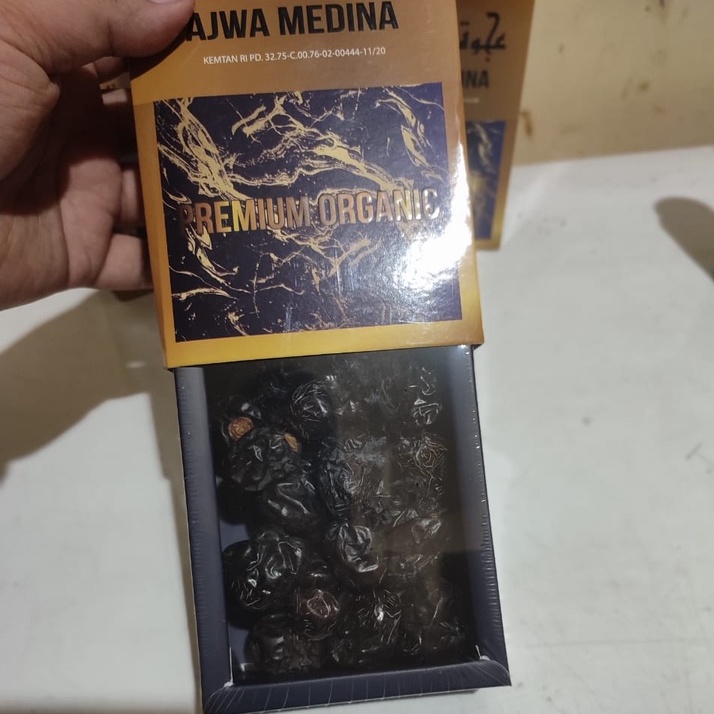 AJWA MEDINA
KEMTAN RI PD. 32.75-C.00.76-02-00444-11/20
PREMIUM ORGANIC